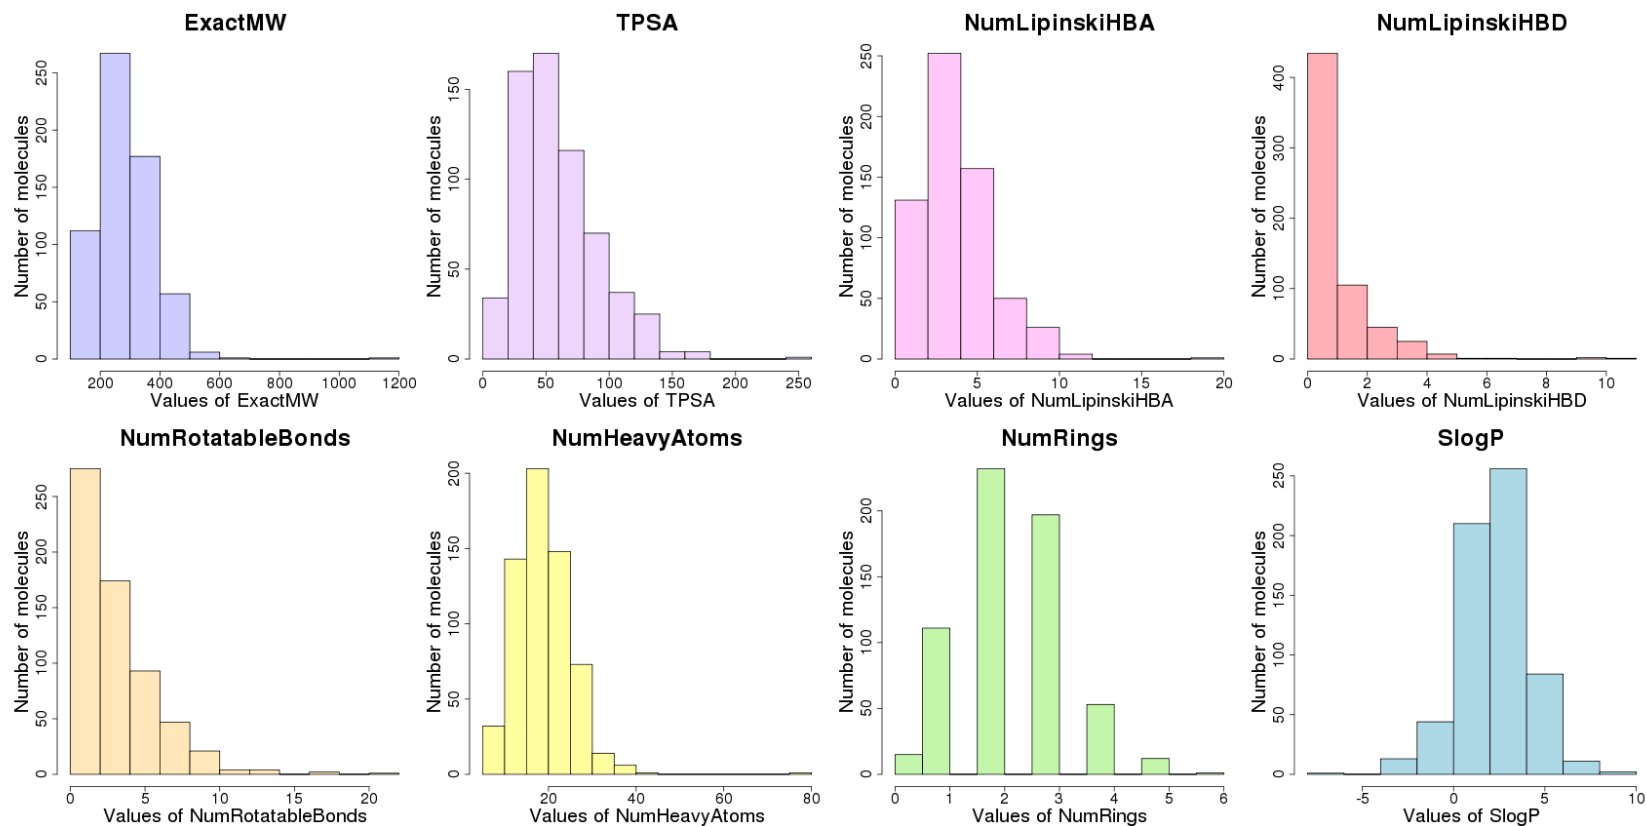 ExactMW
Number of molecules
0 50 100 150 200 250
200 400 600 800 1000 1200
Values of ExactMW
TPSA
Number of molecules
0 50 100 150
0 50 100 150 200 250
Values of TPSA
NumLipinskiHBA
Number of molecules
0 50 100 150 200 250
0 5 10 15 20
Values of NumLipinskiHBA
NumLipinskiHBD
Number of molecules
0 100 200 300 400
0 2 4 6 8 10
Values of NumLipinskiHBD
NumRotatableBonds
Number of molecules
0 50 100 150 200 250
0 5 10 15 20
Values of NumRotatableBonds
NumHeavyAtoms
Number of molecules
0 50 100 150 200
20 40 60 80
Values of NumHeavyAtoms
NumRings
Number of molecules
0 50 100 150 200
0 1 2 3 4 5 6
Values of NumRings
SlogP
Number of molecules
0 50 100 150 200 250
-5 0 5 10
Values of SlogP